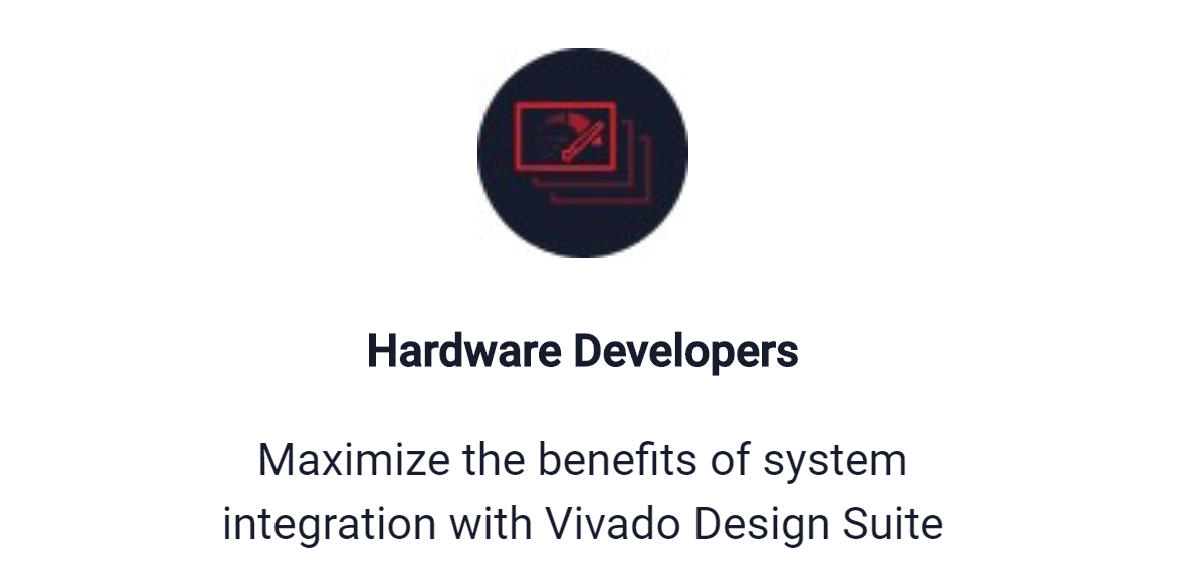 Hardware Developers
Maximize the benefits of system
integration with Vivado Design Suite